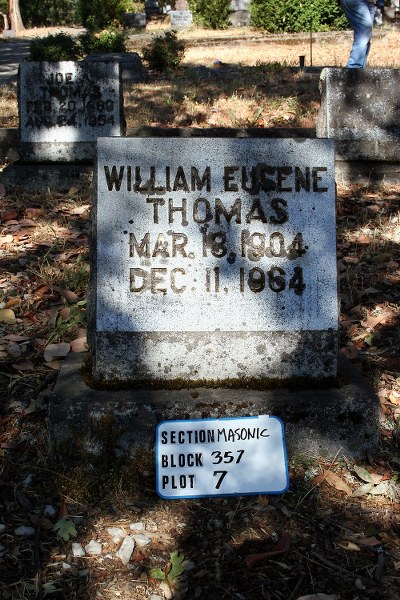 THOMAS
WILLIAM EUGENE
THOMAS
MAR. 13, 1904
DEC. 11, 1964
SECTION MASONIC
BLOCK 357
PLOT 7